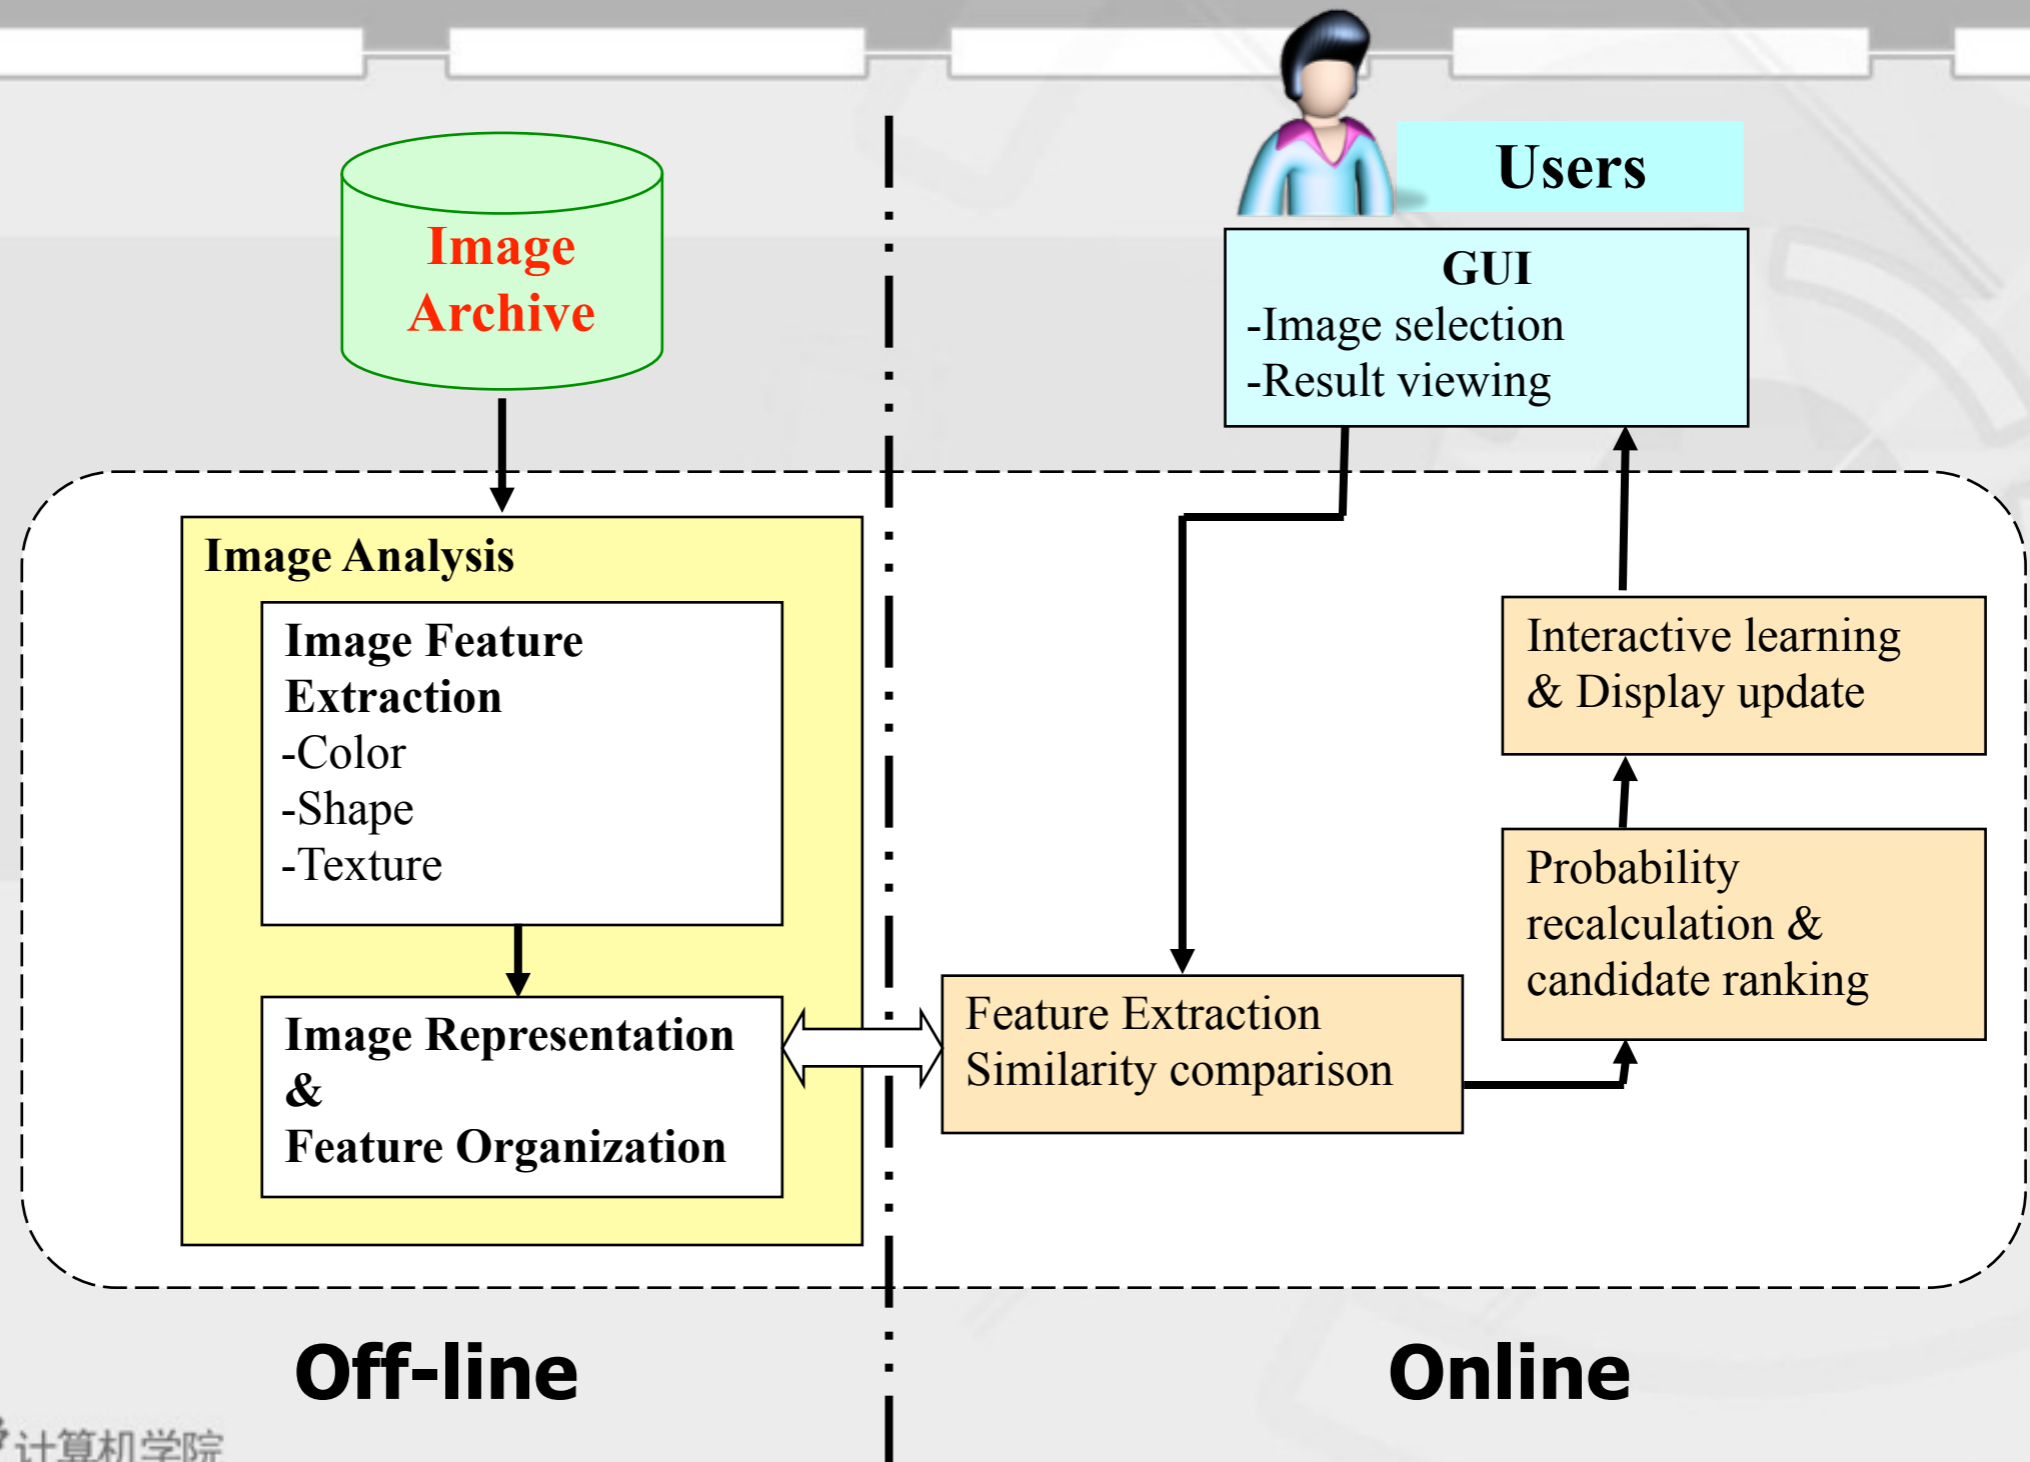 Image
Archive
Users
GUI
-Image selection
-Result viewing
Image Analysis
Image Feature
Extraction
-Color
-Shape
-Texture
Image Representation
&
Feature Organization
Feature Extraction
Similarity comparison
Interactive learning
& Display update
Probability
recalculation &
candidate ranking
Off-line
Online
计算机学院